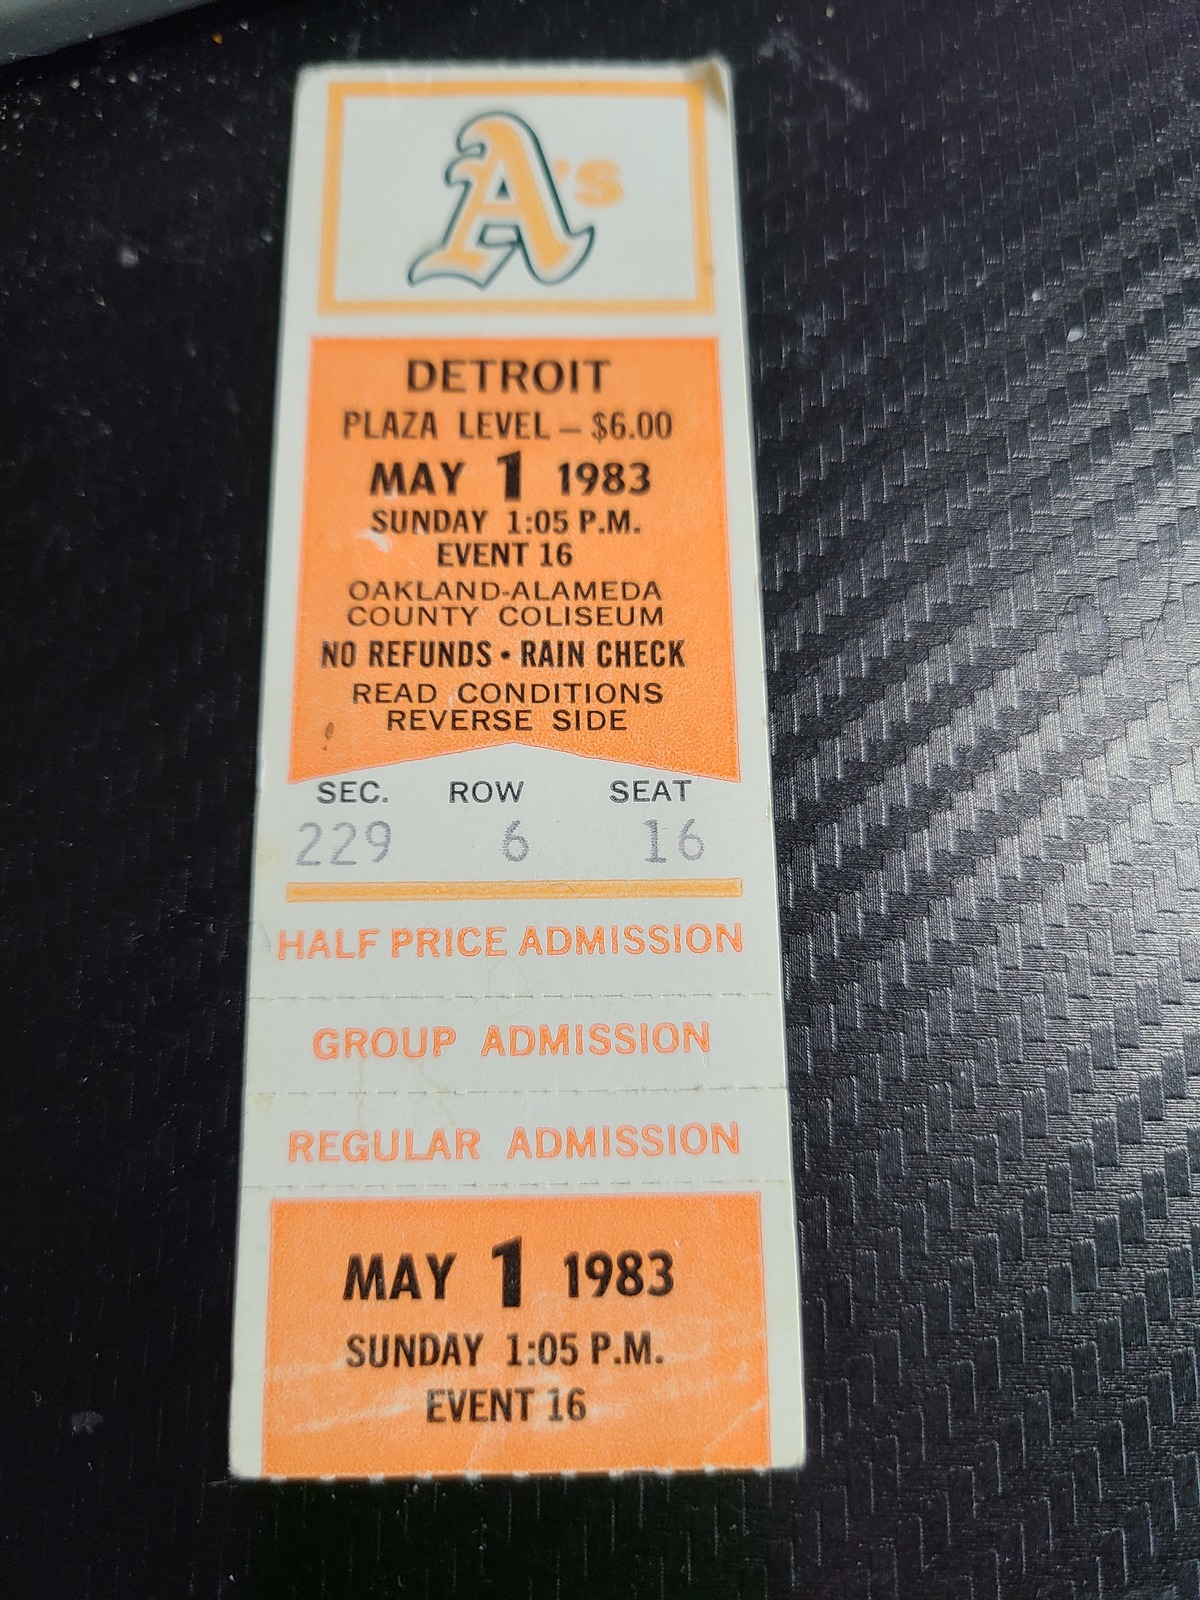 A's
DETROIT
PLAZA LEVEL – $6.00
MAY 1 1983
SUNDAY 1:05 P.M.
EVENT 16
OAKLAND-ALAMEDA
COUNTY COLISEUM
NO REFUNDS • RAIN CHECK
READ CONDITIONS
REVERSE SIDE
SEC. ROW SEAT
229 6 16
HALF PRICE ADMISSION
GROUP ADMISSION
REGULAR ADMISSION
MAY 1 1983
SUNDAY 1:05 P.M.
EVENT 16